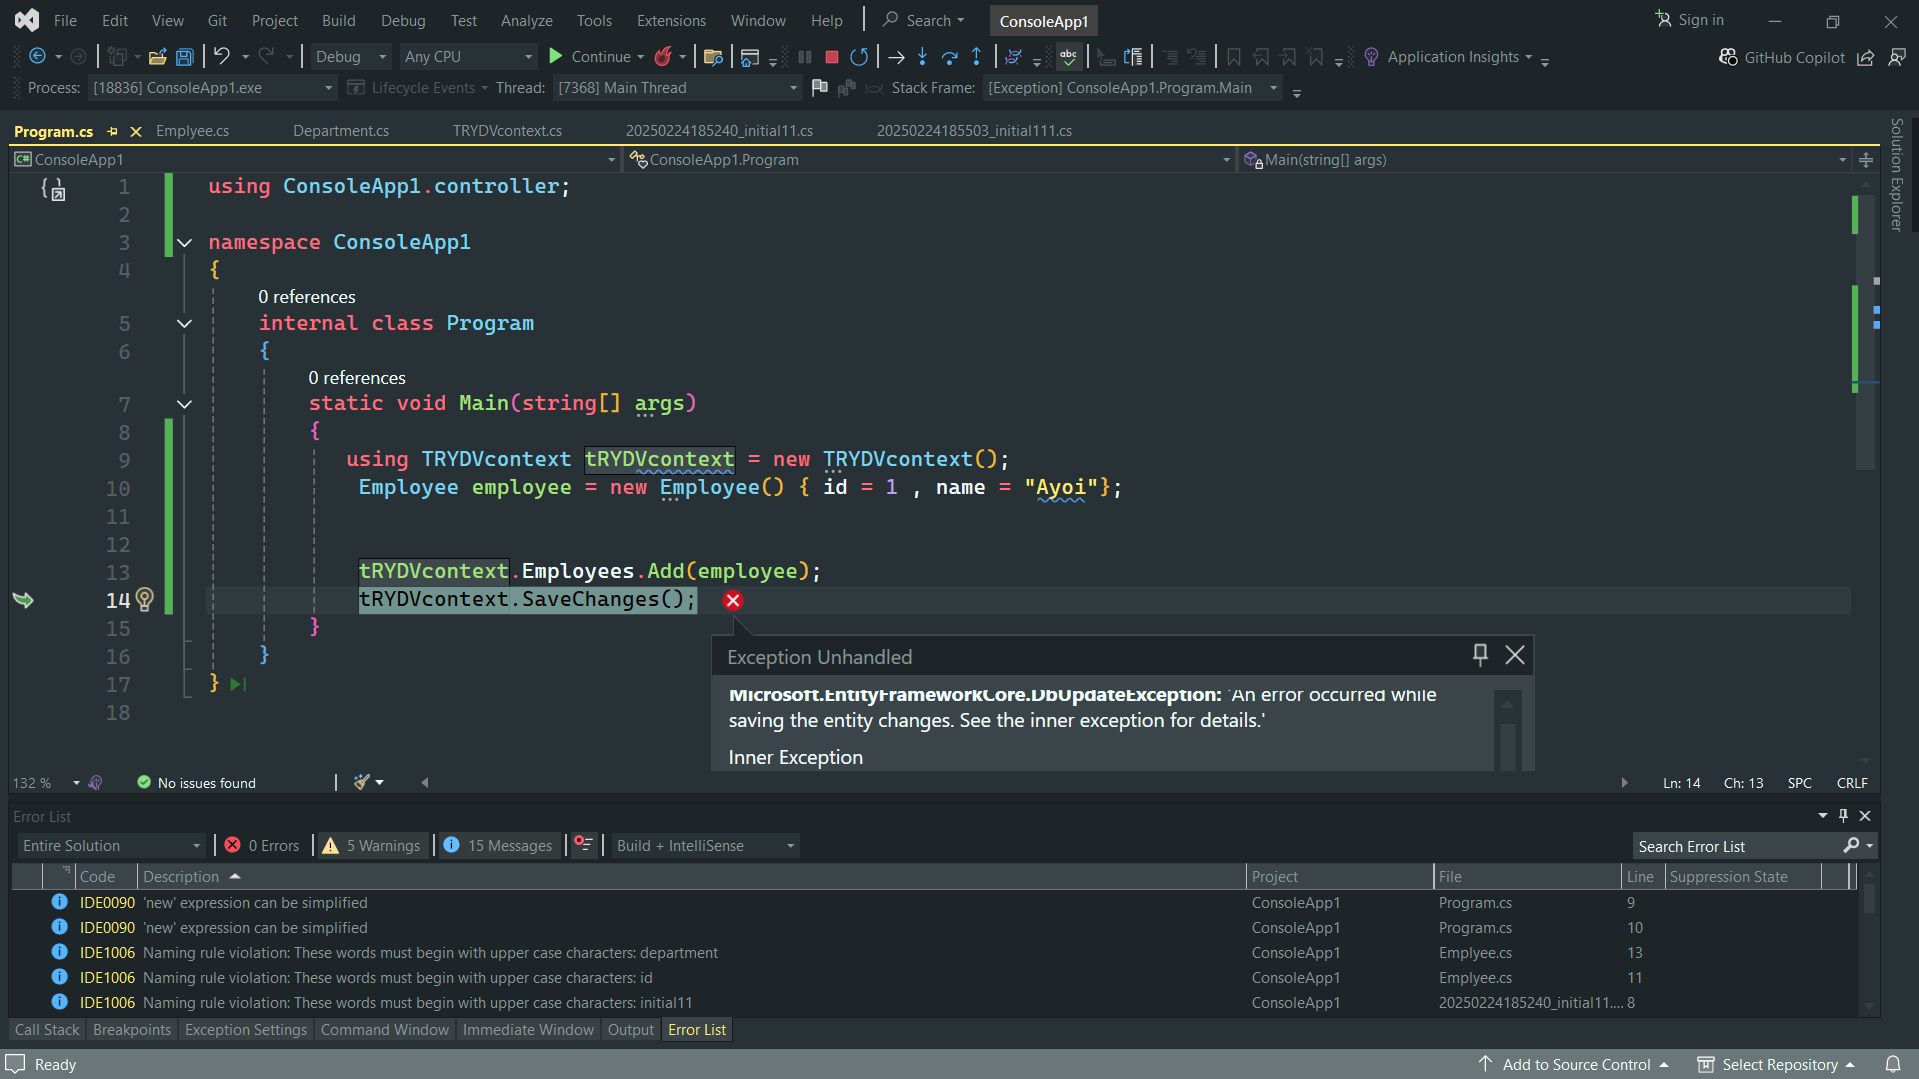 File Edit View Git Project Build Debug Test Analyze Tools Extensions Window Help Search ConsoleApp1 Sign in
Debug Any CPU Continue Application Insights GitHub Copilot
Process: [18836] ConsoleApp1.exe Lifecycle Events Thread: [7368] Main Thread Stack Frame: [Exception] ConsoleApp1.Program.Main
Program.cs Emplyee.cs Department.cs TRYDVcontext.cs 20250224185240_initial11.cs 20250224185503_initial111.cs
Solution Explorer
C# ConsoleApp1 ConsoleApp1.Program Main(string[] args)
1 using ConsoleApp1.controller;
2
3 namespace ConsoleApp1
4 {
0 references
5 internal class Program
6 {
0 references
7 static void Main(string[] args)
8 {
9 using TRYDVcontext tRYDVcontext = new TRYDVcontext();
10 Employee employee = new Employee() { id = 1 , name = "Ayoi"};
11
12
13 tRYDVcontext.Employees.Add(employee);
14 tRYDVcontext.SaveChanges();
15 }
16 }
17 }
18
Exception Unhandled
Microsoft.EntityFrameworkCore.DbUpdateException: 'An error occurred while
saving the entity changes. See the inner exception for details.'
Inner Exception
132 % No issues found Ln: 14 Ch: 13 SPC CRLF
Error List
Entire Solution 0 Errors 5 Warnings 15 Messages Build + IntelliSense Search Error List
Code Description Project File Line Suppression State
IDE0090 'new' expression can be simplified ConsoleApp1 Program.cs 9
IDE0090 'new' expression can be simplified ConsoleApp1 Program.cs 10
IDE1006 Naming rule violation: These words must begin with upper case characters: department ConsoleApp1 Emplyee.cs 13
IDE1006 Naming rule violation: These words must begin with upper case characters: id ConsoleApp1 Emplyee.cs 11
IDE1006 Naming rule violation: These words must begin with upper case characters: initial11 ConsoleApp1 20250224185240_initial11.... 8
Call Stack Breakpoints Exception Settings Command Window Immediate Window Output Error List
Ready Add to Source Control Select Repository